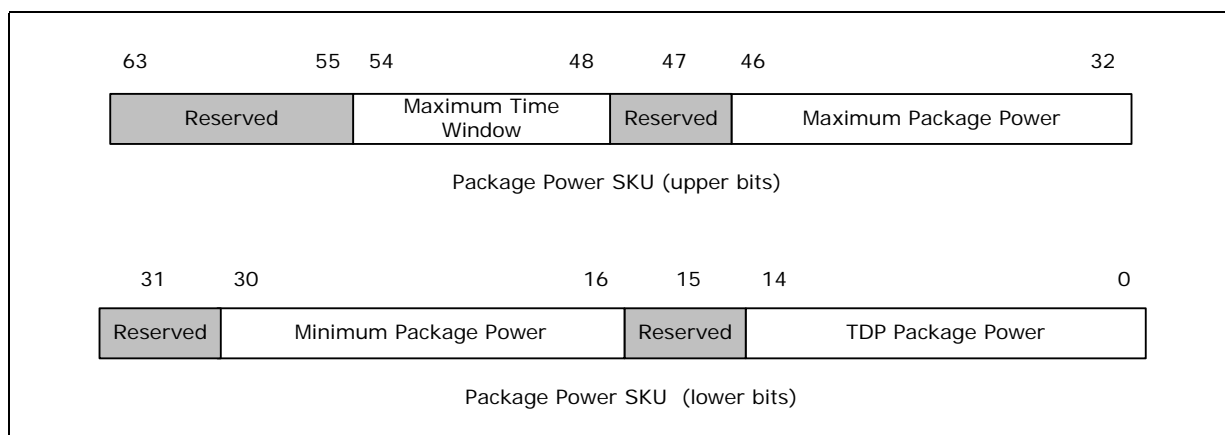 63 55 54 48 47 46 32
Reserved Maximum Time Window Reserved Maximum Package Power
Package Power SKU (upper bits)
31 30 16 15 14 0
Reserved Minimum Package Power Reserved TDP Package Power
Package Power SKU (lower bits)